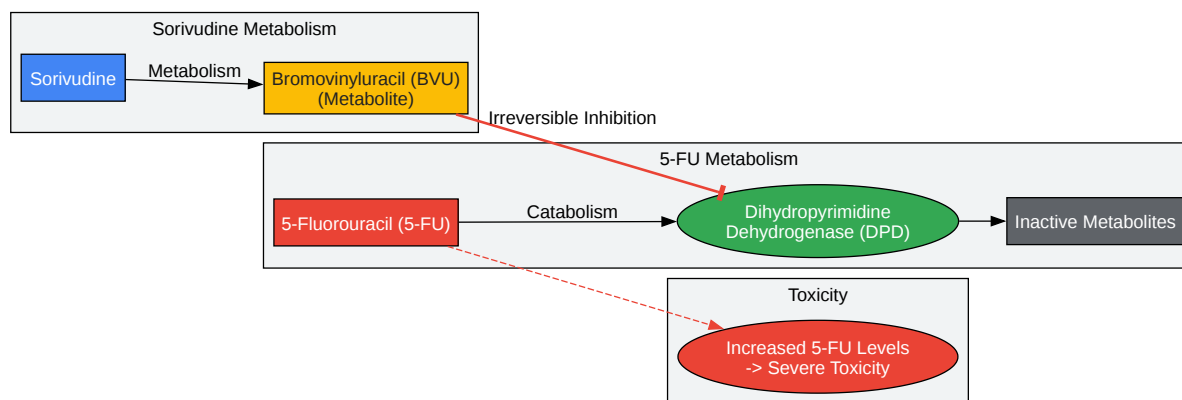 Sorivudine Metabolism
Sorivudine
Metabolism
Bromovinyluracil (BVU)
(Metabolite)
Irreversible Inhibition
5-FU Metabolism
5-Fluorouracil (5-FU)
Catabolism
Dihydropyrimidine
Dehydrogenase (DPD)
Inactive Metabolites
Toxicity
Increased 5-FU Levels
-> Severe Toxicity